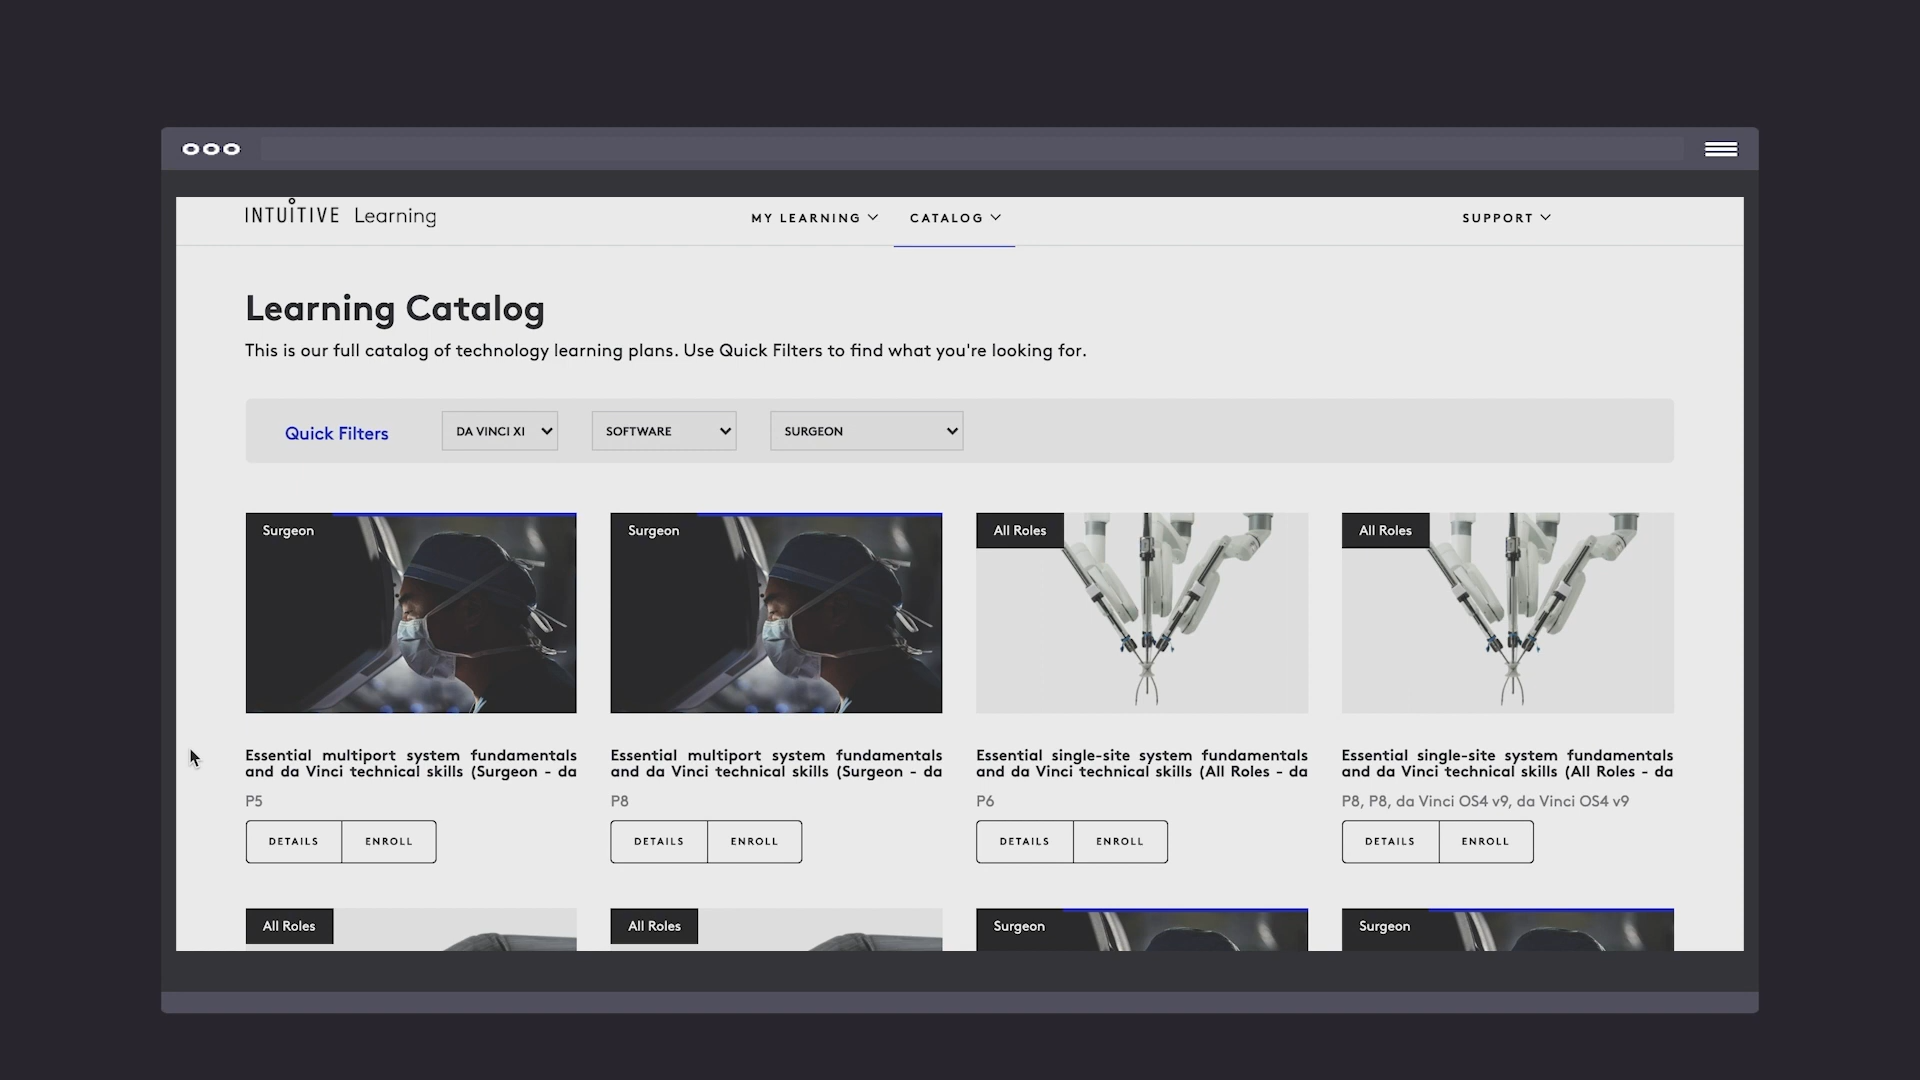 INTUITIVE Learning
MY LEARNING
CATALOG
SUPPORT
Learning Catalog
This is our full catalog of technology learning plans. Use Quick Filters to find what you're looking for.
Quick Filters
DA VINCI XI
SOFTWARE
SURGEON
Surgeon
Surgeon
All Roles
All Roles
Essential multiport system fundamentals
and da Vinci technical skills (Surgeon - da
P5
DETAILS
ENROLL
Essential multiport system fundamentals
and da Vinci technical skills (Surgeon - da
P8
DETAILS
ENROLL
Essential single-site system fundamentals
and da Vinci technical skills (All Roles - da
P6
DETAILS
ENROLL
Essential single-site system fundamentals
and da Vinci technical skills (All Roles - da
P8, P8, da Vinci OS4 v9, da Vinci OS4 v9
DETAILS
ENROLL
All Roles
All Roles
Surgeon
Surgeon